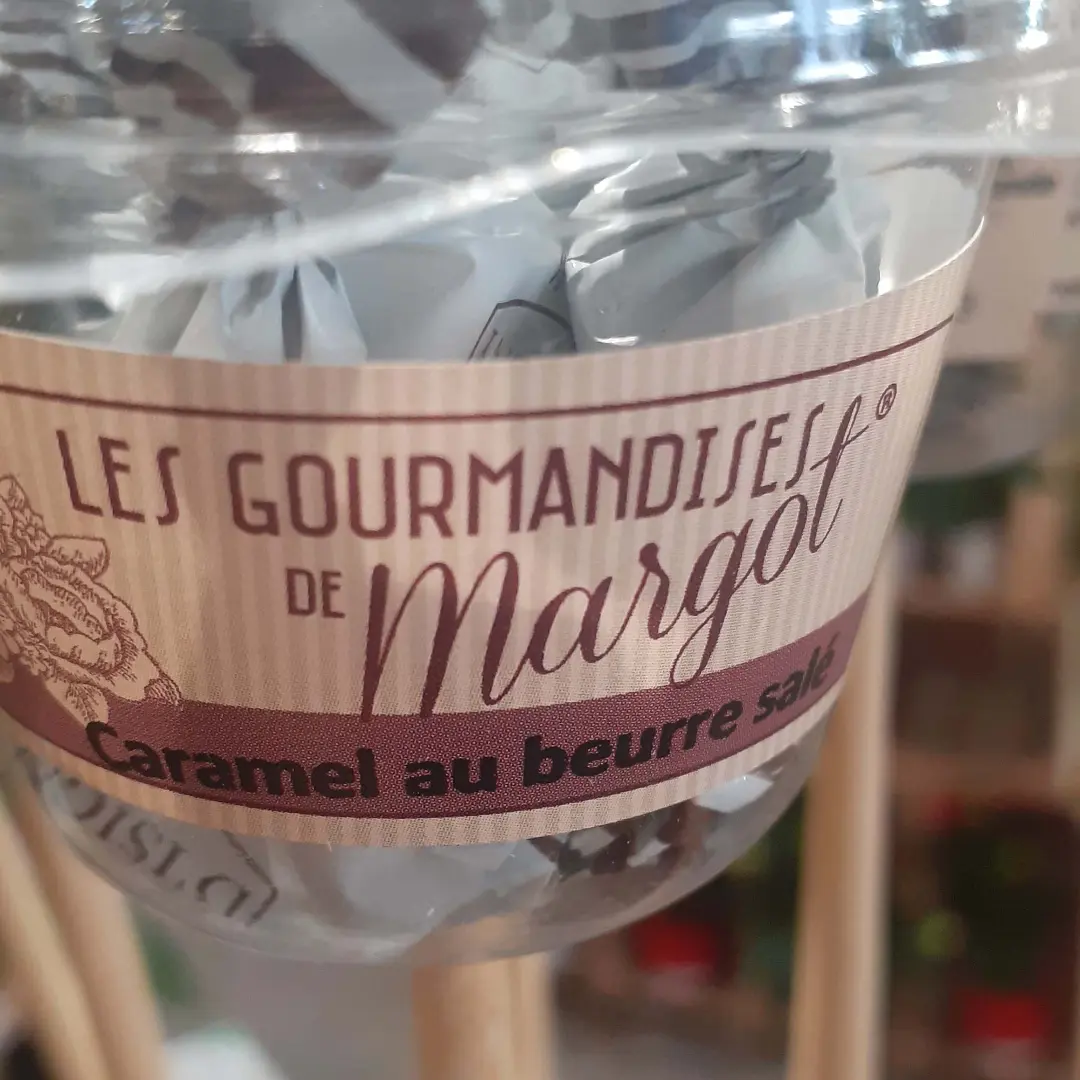 LES GOURMANDISES
DE Margot®
Caramel au beurre salé